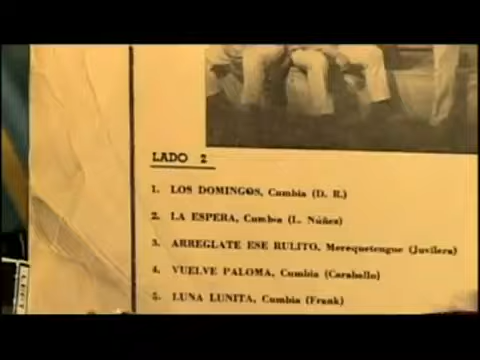 LADO 2
1. LOS DOMINGOS, Cumbia (D. R.)
2. LA ESPERA, Cumbia (L. Núñez)
3. ARREGLATE ESE RULITO, Merequetengue (Juvilera)
4. VUELVE PALOMA, Cumbia (Caraballo)
5. LUNA LUNITA, Cumbia (Frank)